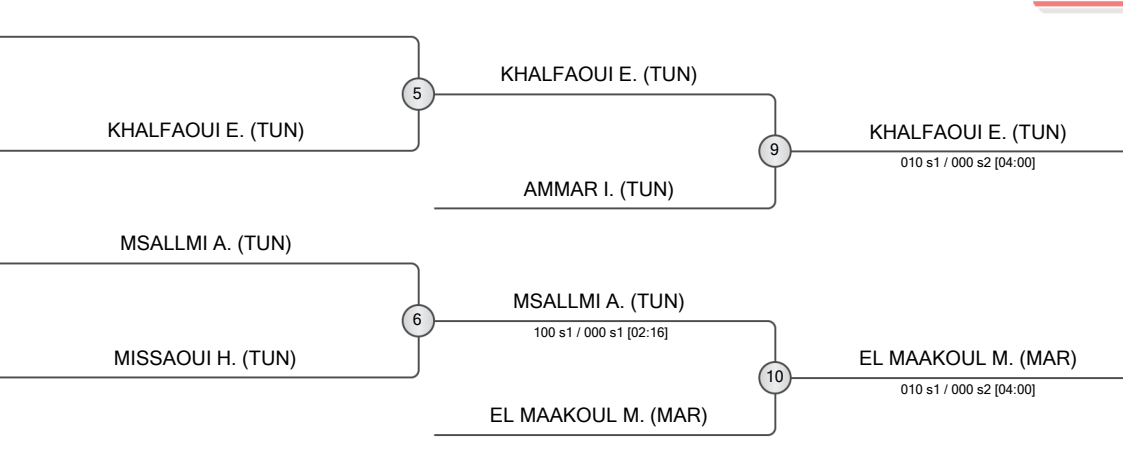 KHALFAOUI E. (TUN)
5
KHALFAOUI E. (TUN)
KHALFAOUI E. (TUN)
9
010 s1 / 000 s2 [04:00]
AMMAR I. (TUN)
MSALLMI A. (TUN)
MSALLMI A. (TUN)
6
100 s1 / 000 s1 [02:16]
MISSAOUI H. (TUN)
EL MAAKOUL M. (MAR)
10
010 s1 / 000 s2 [04:00]
EL MAAKOUL M. (MAR)